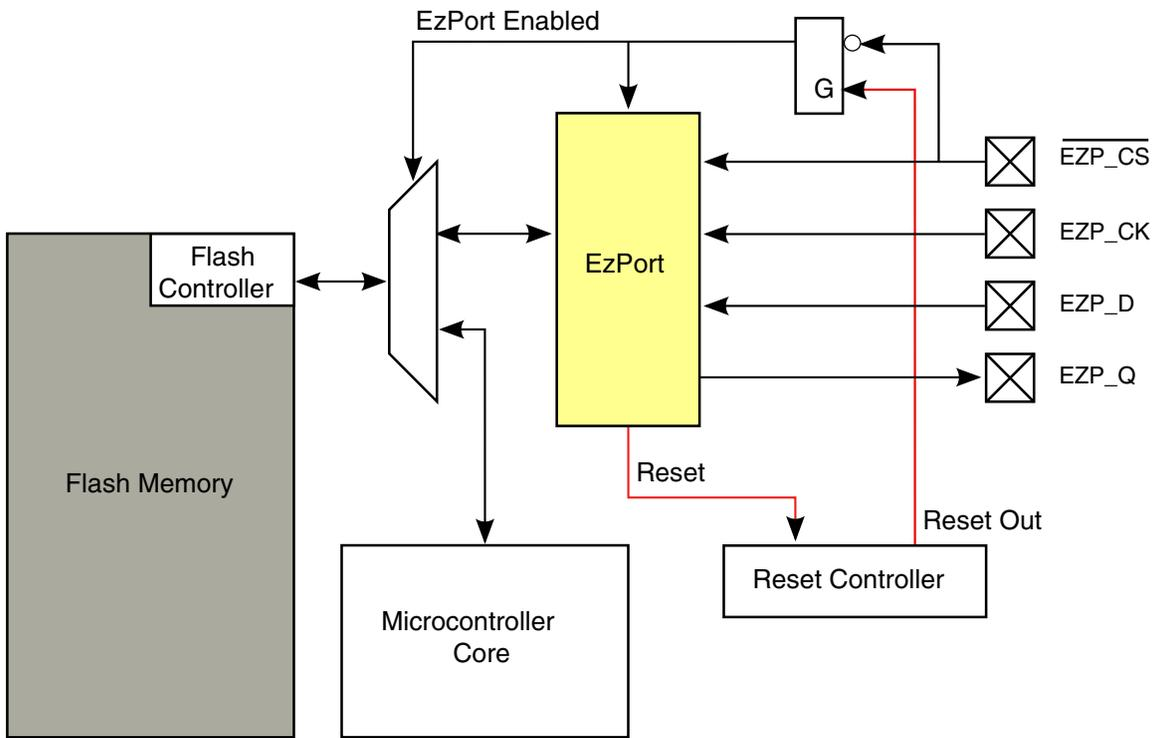 EzPort Enabled
G
EZP_CS
Flash
Controller
EZP_CK
EzPort
EZP_D
EZP_Q
Flash Memory
Reset
Reset Out
Reset Controller
Microcontroller
Core